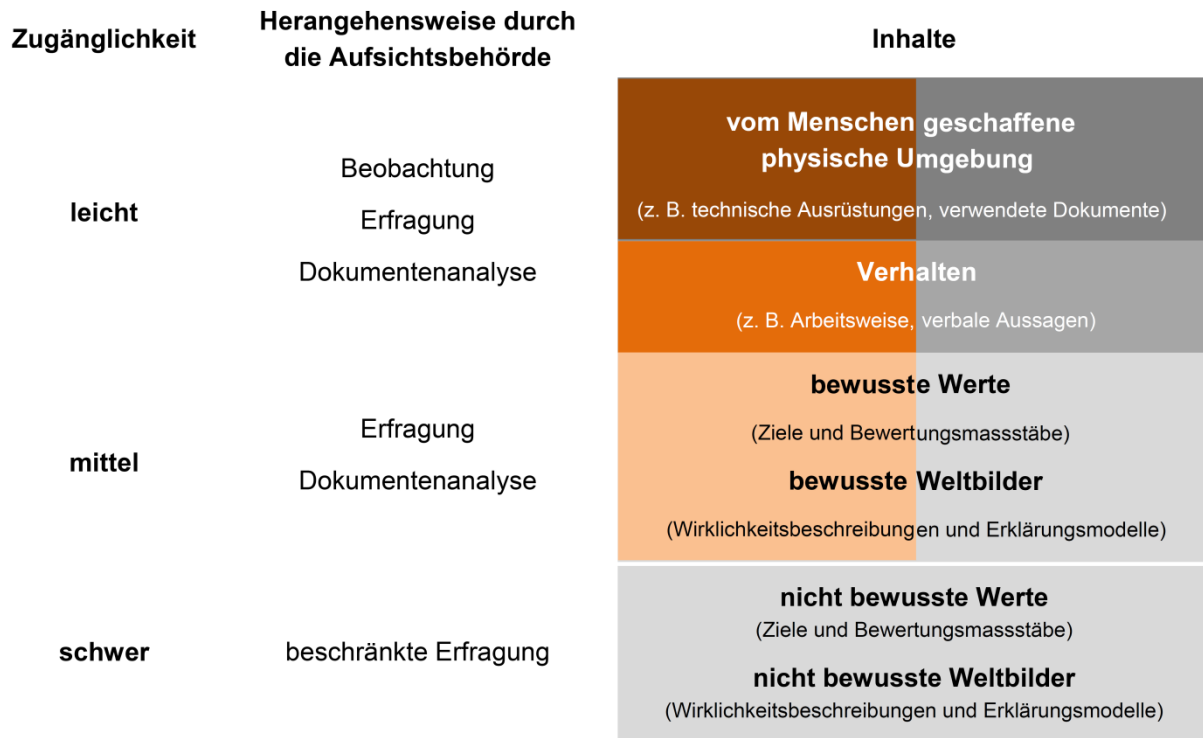 Zugänglichkeit
Herangehensweise durch
die Aufsichtsbehörde
Inhalte
leicht
Beobachtung
Erfragung
Dokumentenanalyse
vom Menschen geschaffene
physische Umgebung
(z. B. technische Ausrüstungen, verwendete Dokumente)
Verhalten
(z. B. Arbeitsweise, verbale Aussagen)
mittel
Erfragung
Dokumentenanalyse
bewusste Werte
(Ziele und Bewertungsmassstäbe)
bewusste Weltbilder
(Wirklichkeitsbeschreibungen und Erklärungsmodelle)
schwer
beschränkte Erfragung
nicht bewusste Werte
(Ziele und Bewertungsmassstäbe)
nicht bewusste Weltbilder
(Wirklichkeitsbeschreibungen und Erklärungsmodelle)